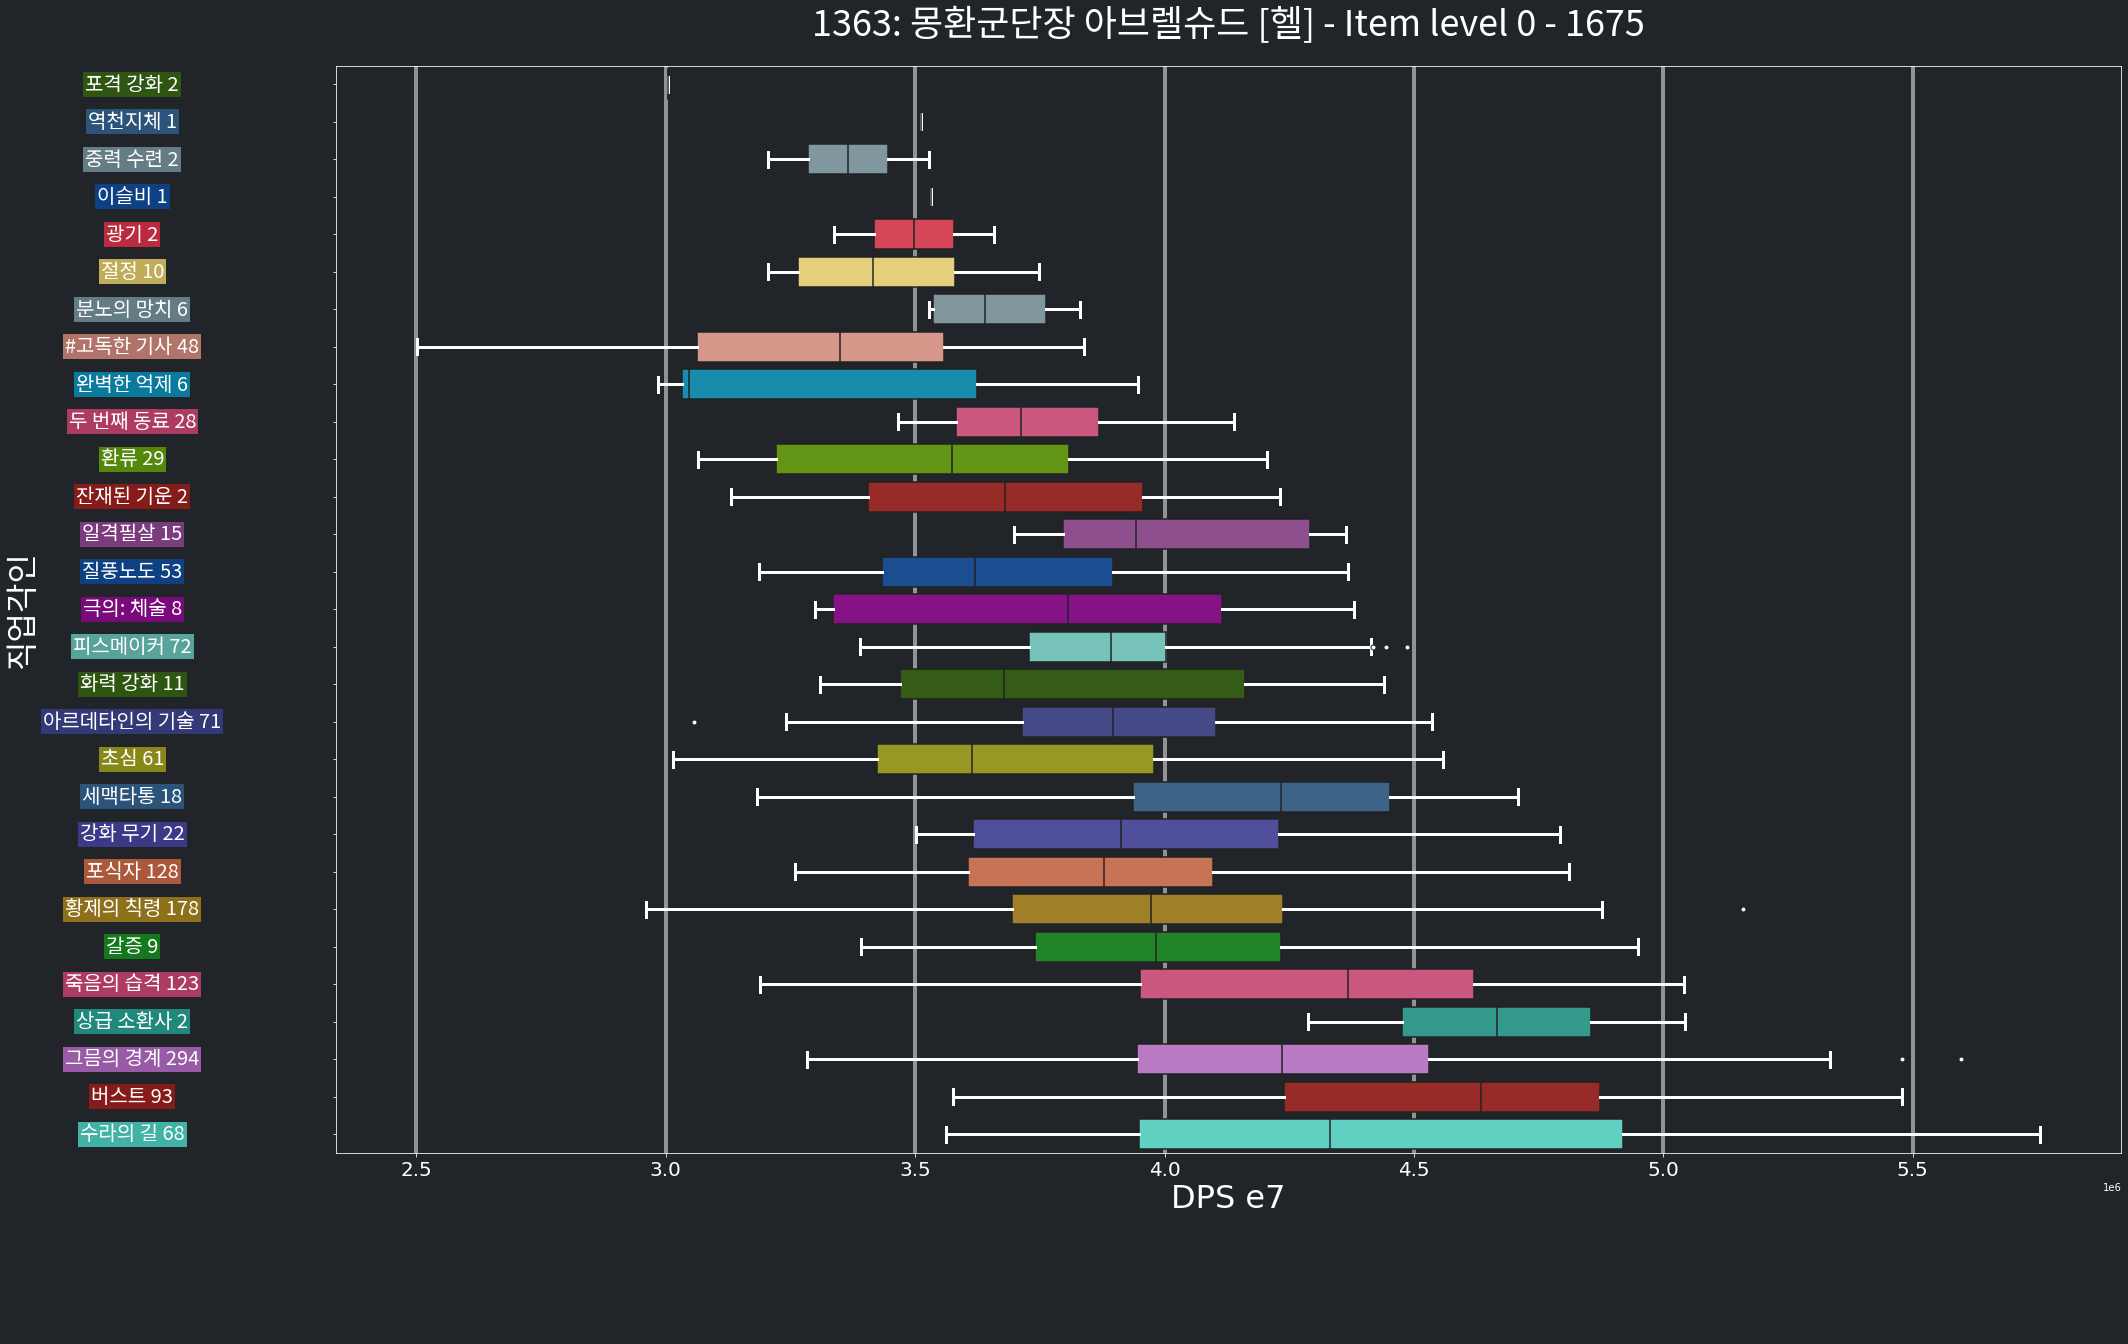 1363: 몽환군단장 아브렐슈드 [헬] - Item level 0 - 1675
직업각인
포격 강화 2
역천지체 1
중력 수련 2
이슬비 1
광기 2
절정 10
분노의 망치 6
#고독한 기사 48
완벽한 억제 6
두 번째 동료 28
환류 29
잔재된 기운 2
일격필살 15
질풍노도 53
극의: 체술 8
피스메이커 72
화력 강화 11
아르데타인의 기술 71
초심 61
세맥타통 18
강화 무기 22
포식자 128
황제의 칙령 178
갈증 9
죽음의 습격 123
상급 소환사 2
그믐의 경계 294
버스트 93
수라의 길 68
2.5 3.0 3.5 4.0 4.5 5.0 5.5
1e6
DPS e7